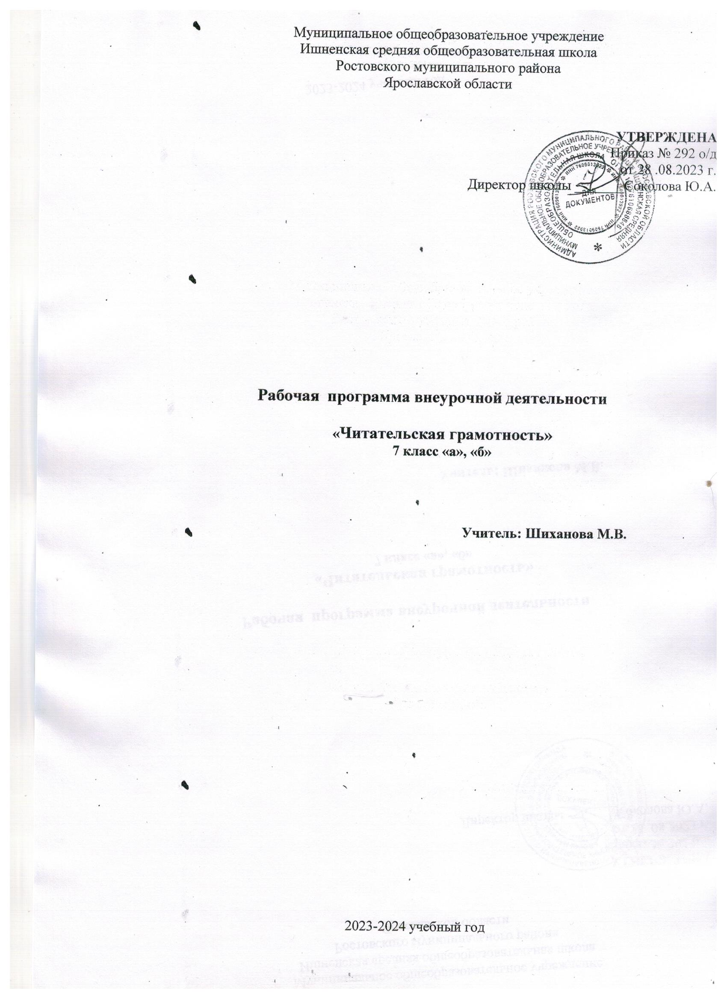 Муниципальное общеобразовательное учреждение
Ишненская средняя общеобразовательная школа
Ростовского муниципального района
Ярославской области
УТВЕРЖДЕНА
Приказ № 292 о/д
от 28 .08.2023 г.
Директор школы Соколова Ю.А.
АДМИНИСТРАЦИЯ РОСТОВСКОГО МУНИЦИПАЛЬНОГО РАЙОНА ЯРОСЛАВСКОЙ ОБЛАСТИ
МУНИЦИПАЛЬНОЕ ОБЩЕОБРАЗОВАТЕЛЬНОЕ УЧРЕЖДЕНИЕ ИШНЕНСКАЯ СРЕДНЯЯ
ОБЩЕОБРАЗОВАТЕЛЬНАЯ ШКОЛА
ИНН 7609013922
ДЛЯ
ДОКУМЕНТОВ
Рабочая  программа внеурочной деятельности
«Читательская грамотность»
7 класс «а», «б»
Учитель: Шиханова М.В.
2023-2024 учебный год